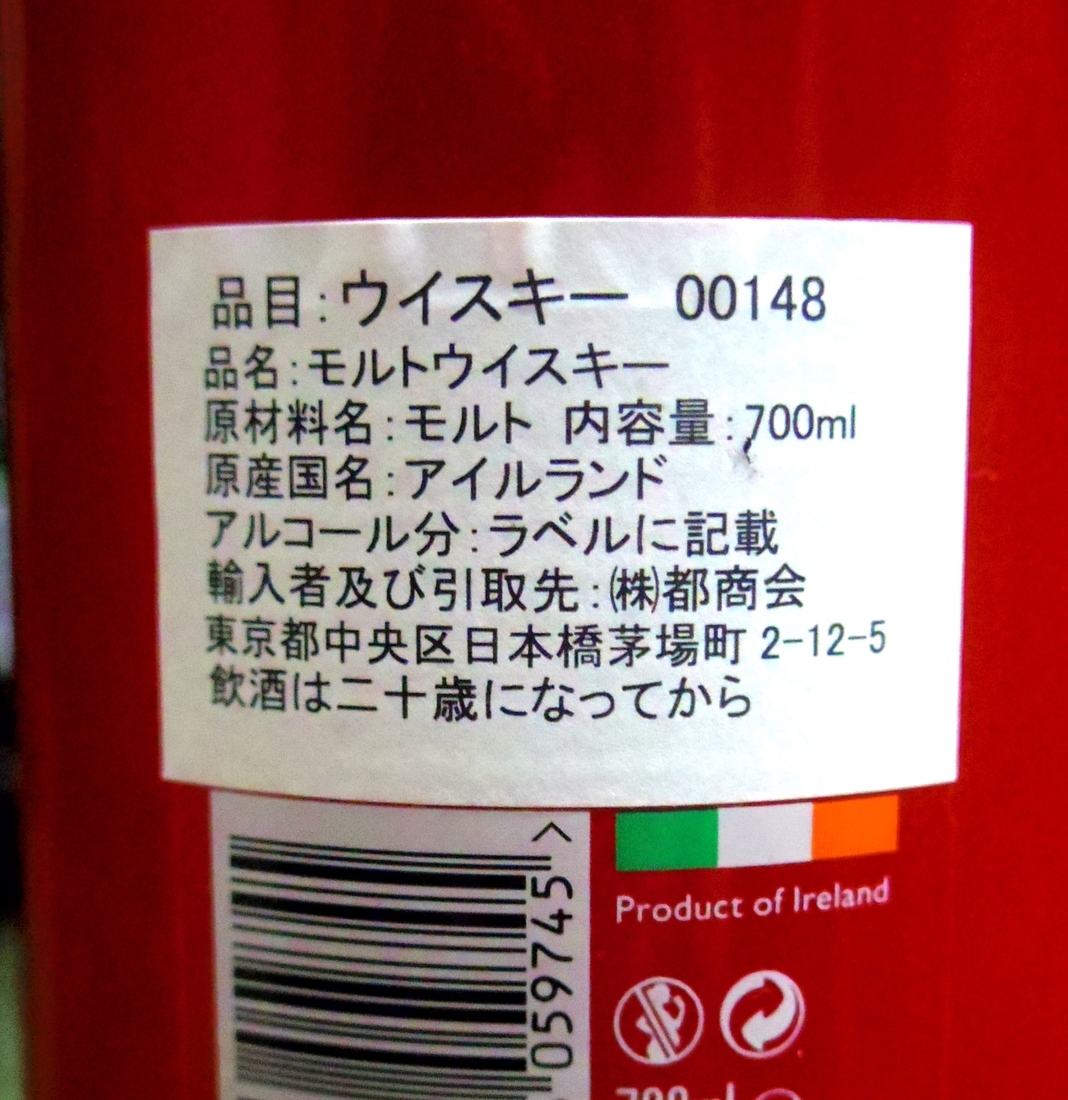 品目:ウイスキー 00148
品名:モルトウイスキー
原材料名:モルト 内容量:700ml
原産国名:アイルランド
アルコール分:ラベルに記載
輸入者及び引取先:㈱都商会
東京都中央区日本橋茅場町 2-12-5
飲酒は二十歳になってから
059745>
Product of Ireland